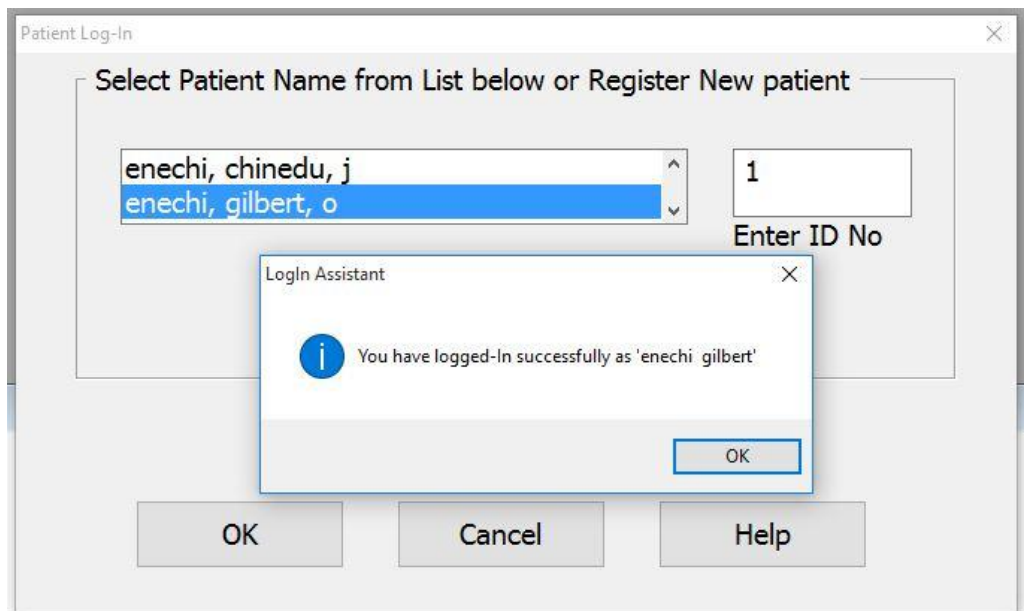 Patient Log-In
Select Patient Name from List below or Register New patient
enechi, chinedu, j
enechi, gilbert, o
1
Enter ID No
LogIn Assistant
You have logged-In successfully as 'enechi  gilbert'
OK
OK
Cancel
Help